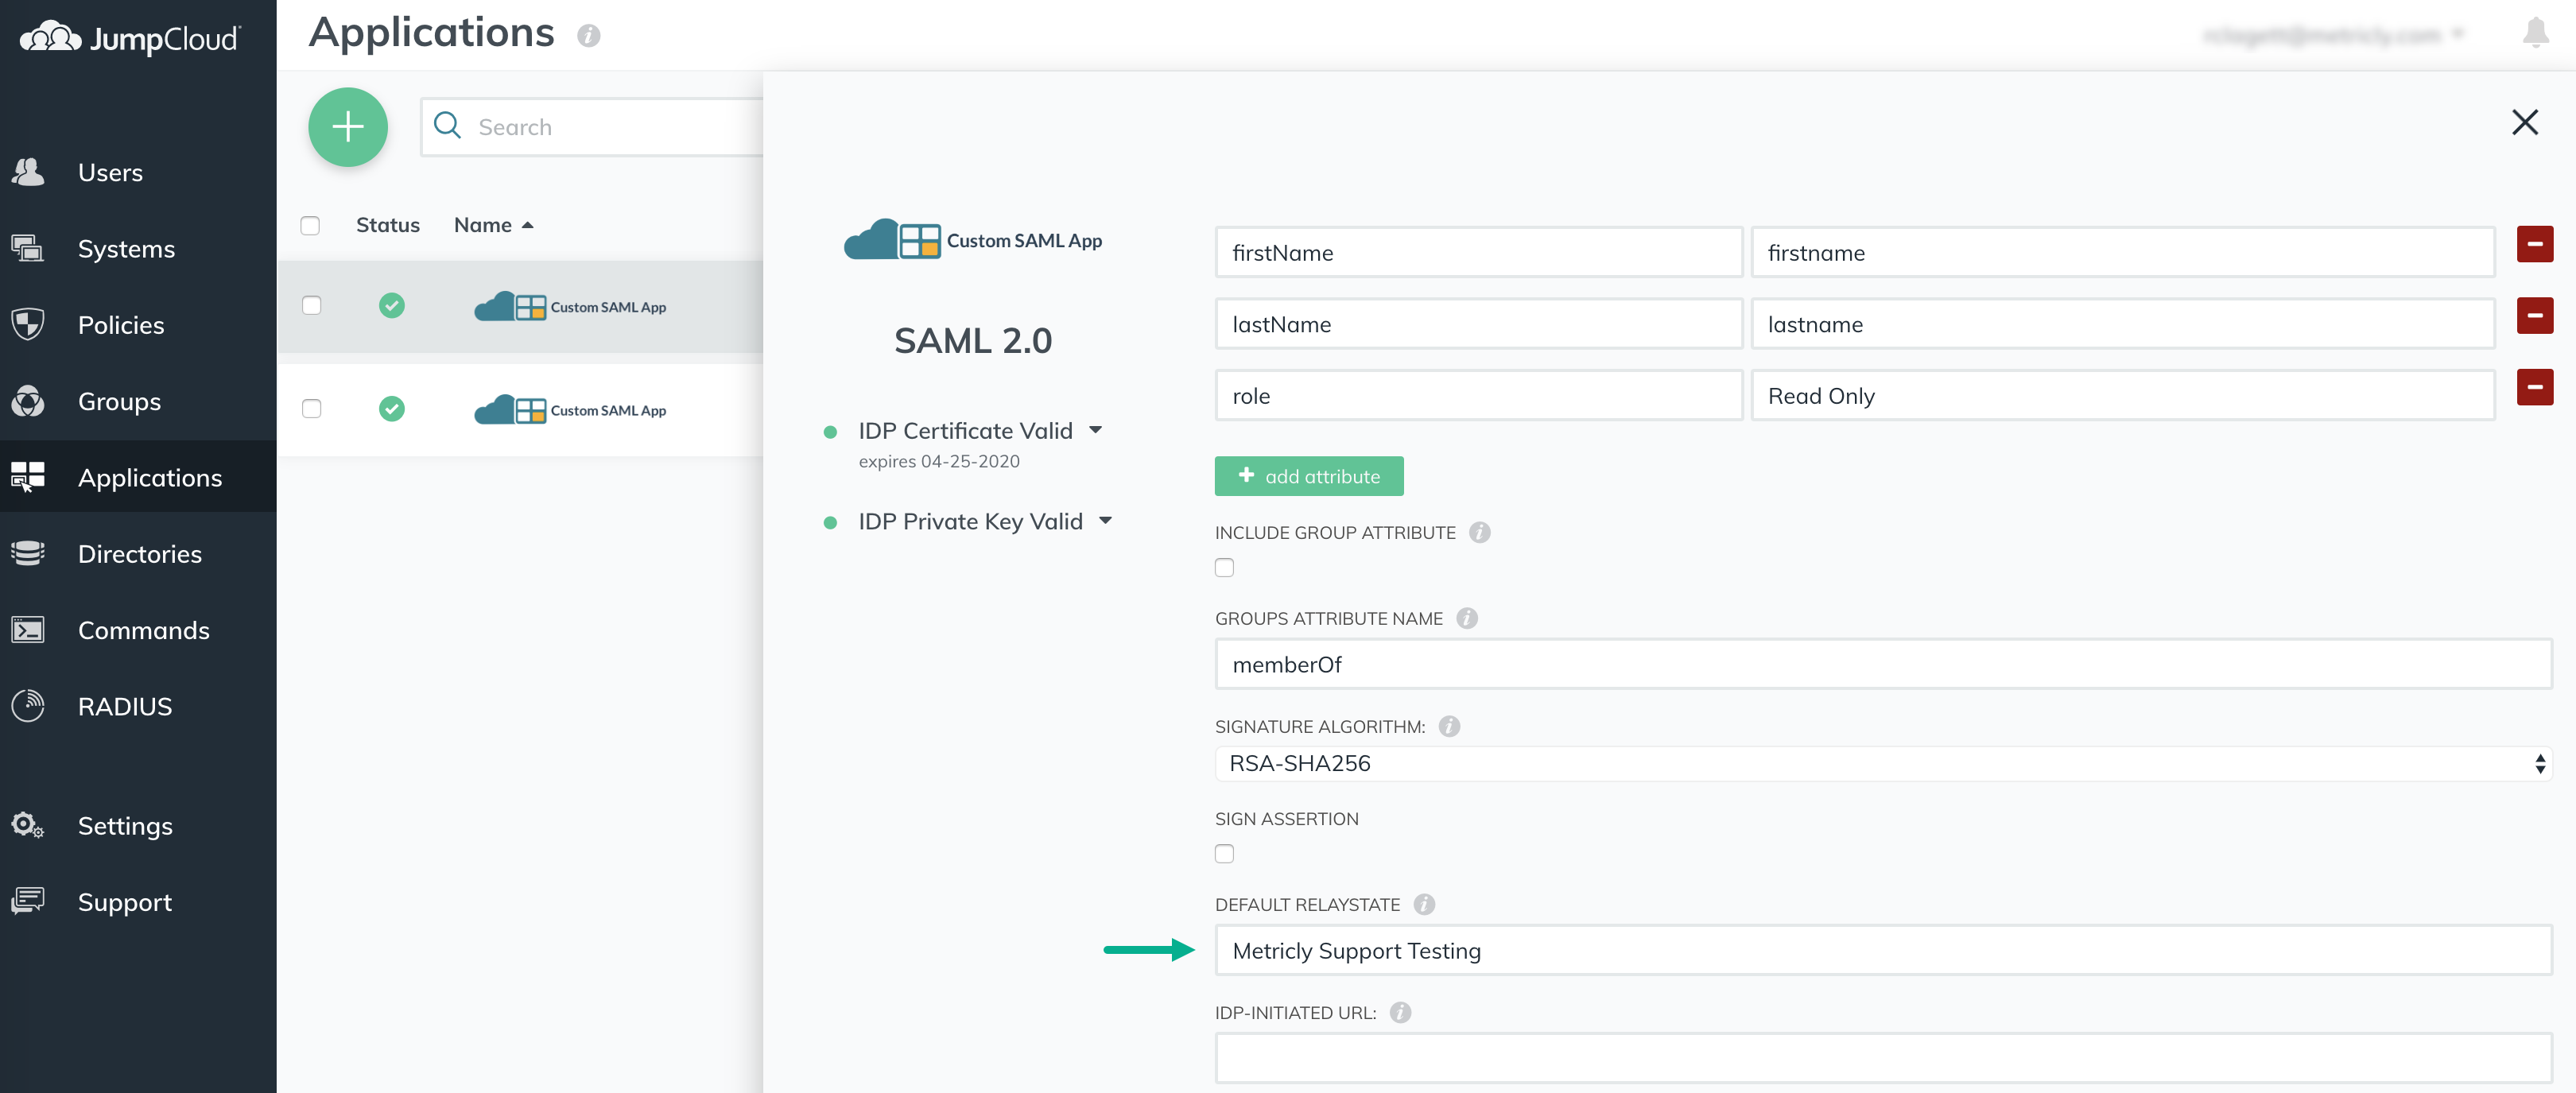 JumpCloud
Applications
Users
Systems
Policies
Groups
Applications
Directories
Commands
RADIUS
Settings
Support
Search
Status Name
Custom SAML App
Custom SAML App
Custom SAML App
SAML 2.0
IDP Certificate Valid
expires 04-25-2020
IDP Private Key Valid
firstName firstname
lastName lastname
role Read Only
+ add attribute
INCLUDE GROUP ATTRIBUTE
GROUPS ATTRIBUTE NAME
memberOf
SIGNATURE ALGORITHM:
RSA-SHA256
SIGN ASSERTION
DEFAULT RELAYSTATE
Metricly Support Testing
IDP-INITIATED URL: